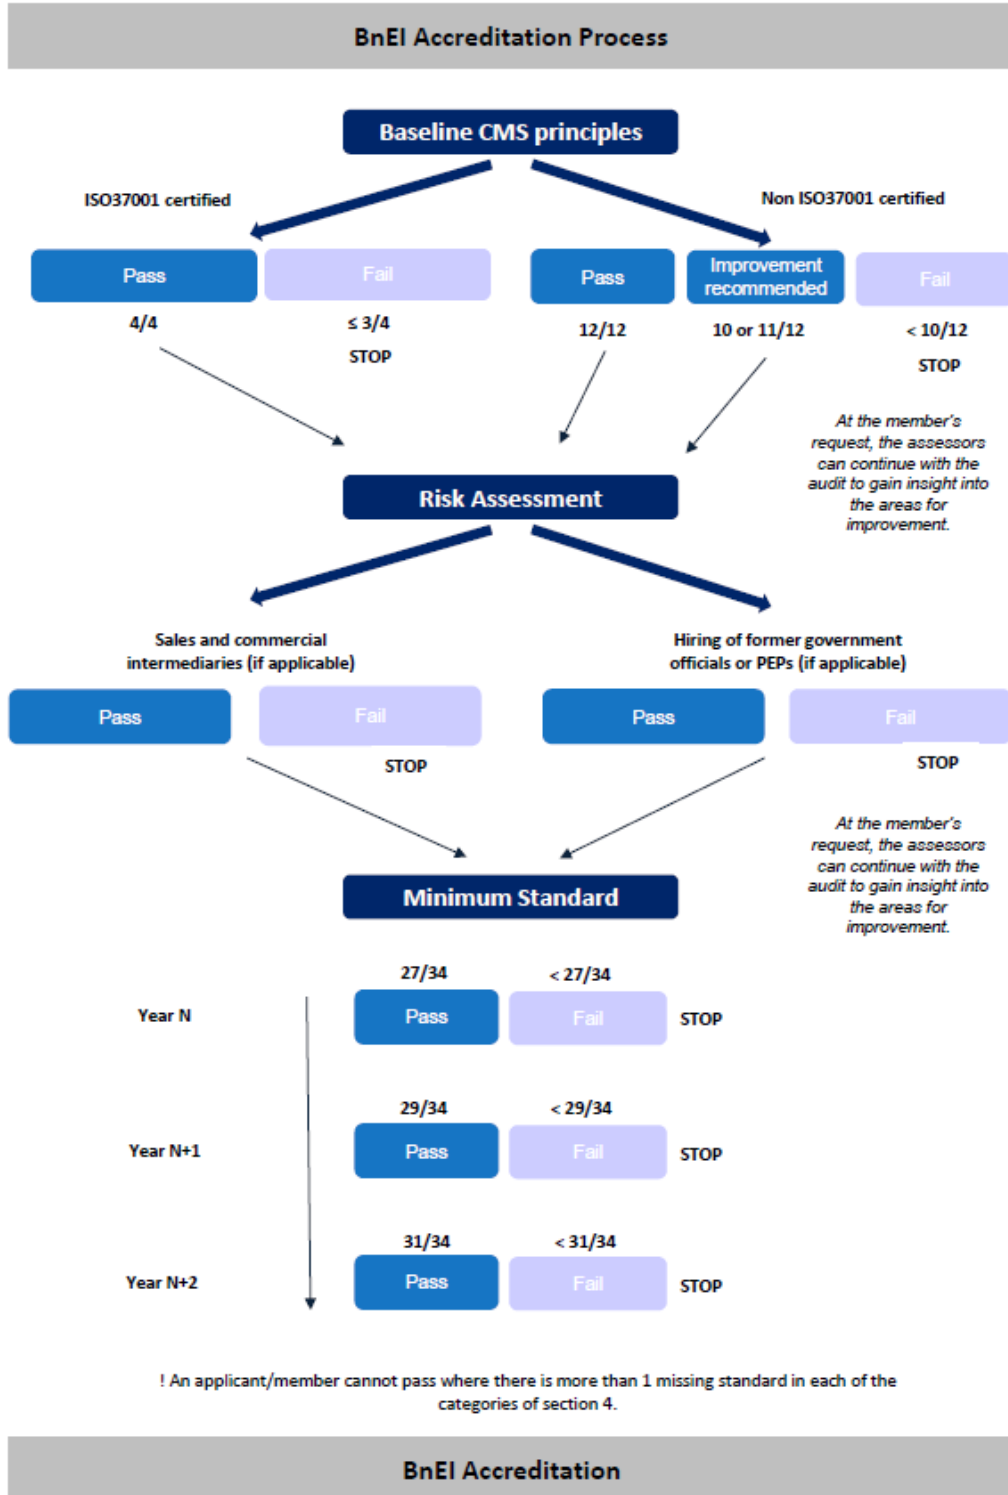 BnEI Accreditation Process
Baseline CMS principles
ISO37001 certified
Non ISO37001 certified
Pass
Fail
Pass
Improvement
recommended
Fail
4/4
≤ 3/4
12/12
10 or 11/12
< 10/12
STOP
STOP
At the member's
request, the assessors
can continue with the
audit to gain insight into
the areas for
improvement.
Risk Assessment
Sales and commercial
intermediaries (if applicable)
Hiring of former government
officials or PEPs (if applicable)
Pass
Fail
Pass
Fail
STOP
STOP
At the member's
request, the assessors
can continue with the
audit to gain insight into
the areas for
improvement.
Minimum Standard
27/34
< 27/34
Year N
Pass
Fail
STOP
29/34
< 29/34
Year N+1
Pass
Fail
STOP
31/34
< 31/34
Year N+2
Pass
Fail
STOP
! An applicant/member cannot pass where there is more than 1 missing standard in each of the
categories of section 4.
BnEI Accreditation